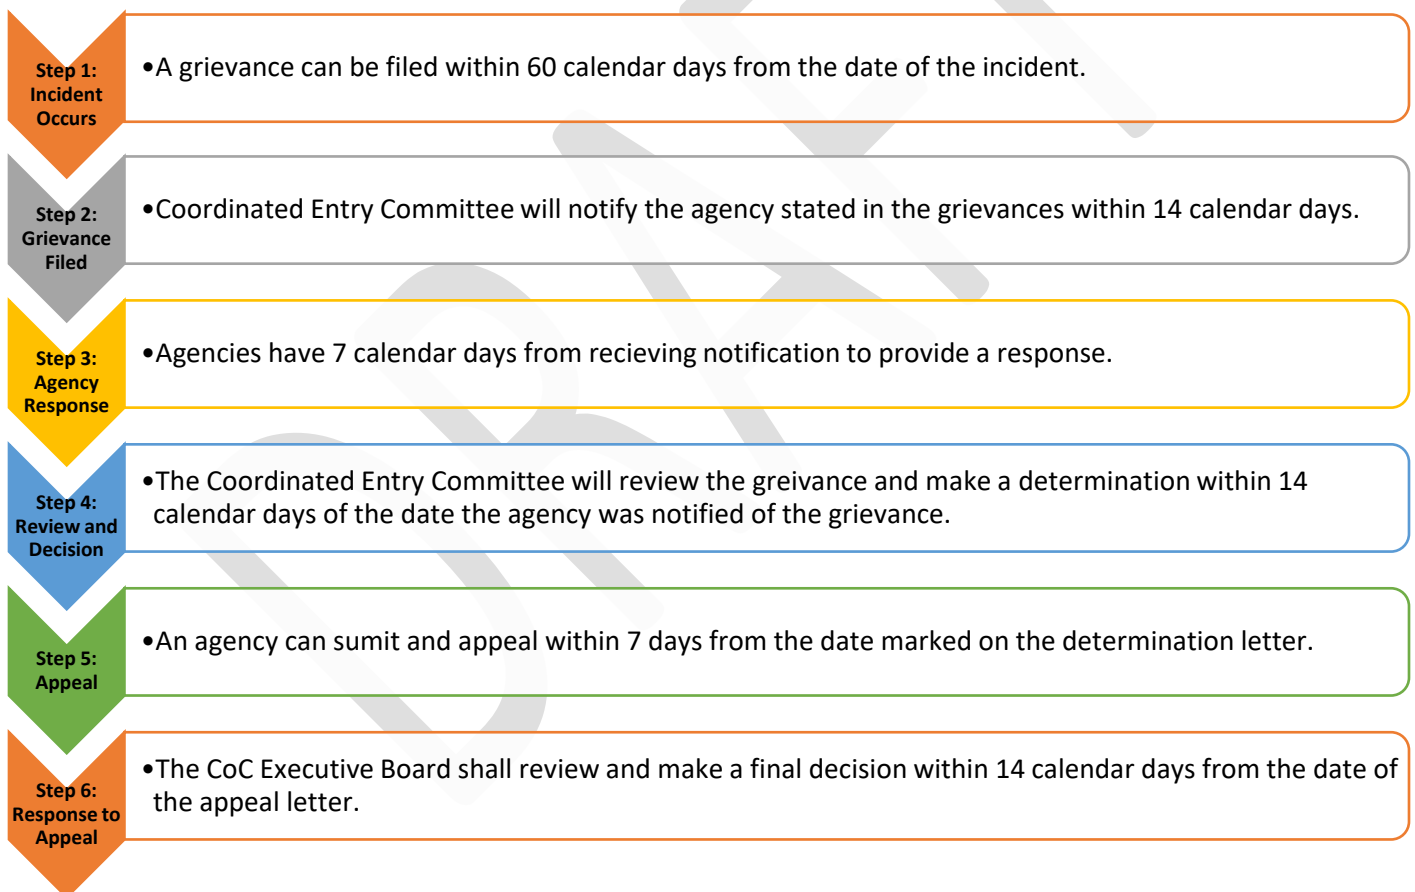 Step 1:
Incident
Occurs
•A grievance can be filed within 60 calendar days from the date of the incident.
Step 2:
Grievance
Filed
•Coordinated Entry Committee will notify the agency stated in the grievances within 14 calendar days.
Step 3:
Agency
Response
•Agencies have 7 calendar days from recieving notification to provide a response.
Step 4:
Review and
Decision
•The Coordinated Entry Committee will review the greivance and make a determination within 14
calendar days of the date the agency was notified of the grievance.
Step 5:
Appeal
•An agency can sumit and appeal within 7 days from the date marked on the determination letter.
Step 6:
Response to
Appeal
•The CoC Executive Board shall review and make a final decision within 14 calendar days from the date of
the appeal letter.
DRAFT